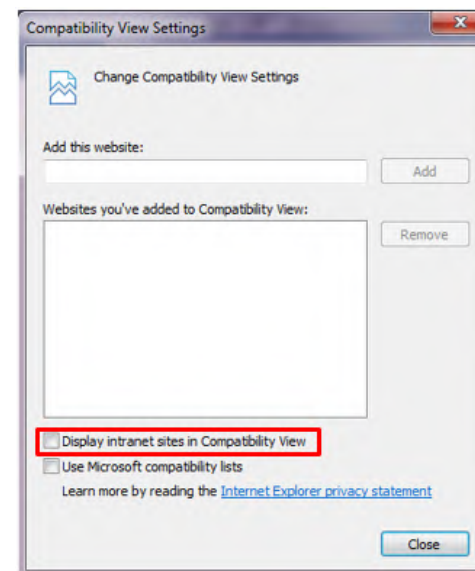 Compatibility View Settings
Change Compatibility View Settings
Add this website:
Add
Websites you've added to Compatibility View:
Remove
Display intranet sites in Compatibility View
Use Microsoft compatibility lists
Learn more by reading the Internet Explorer privacy statement
Close